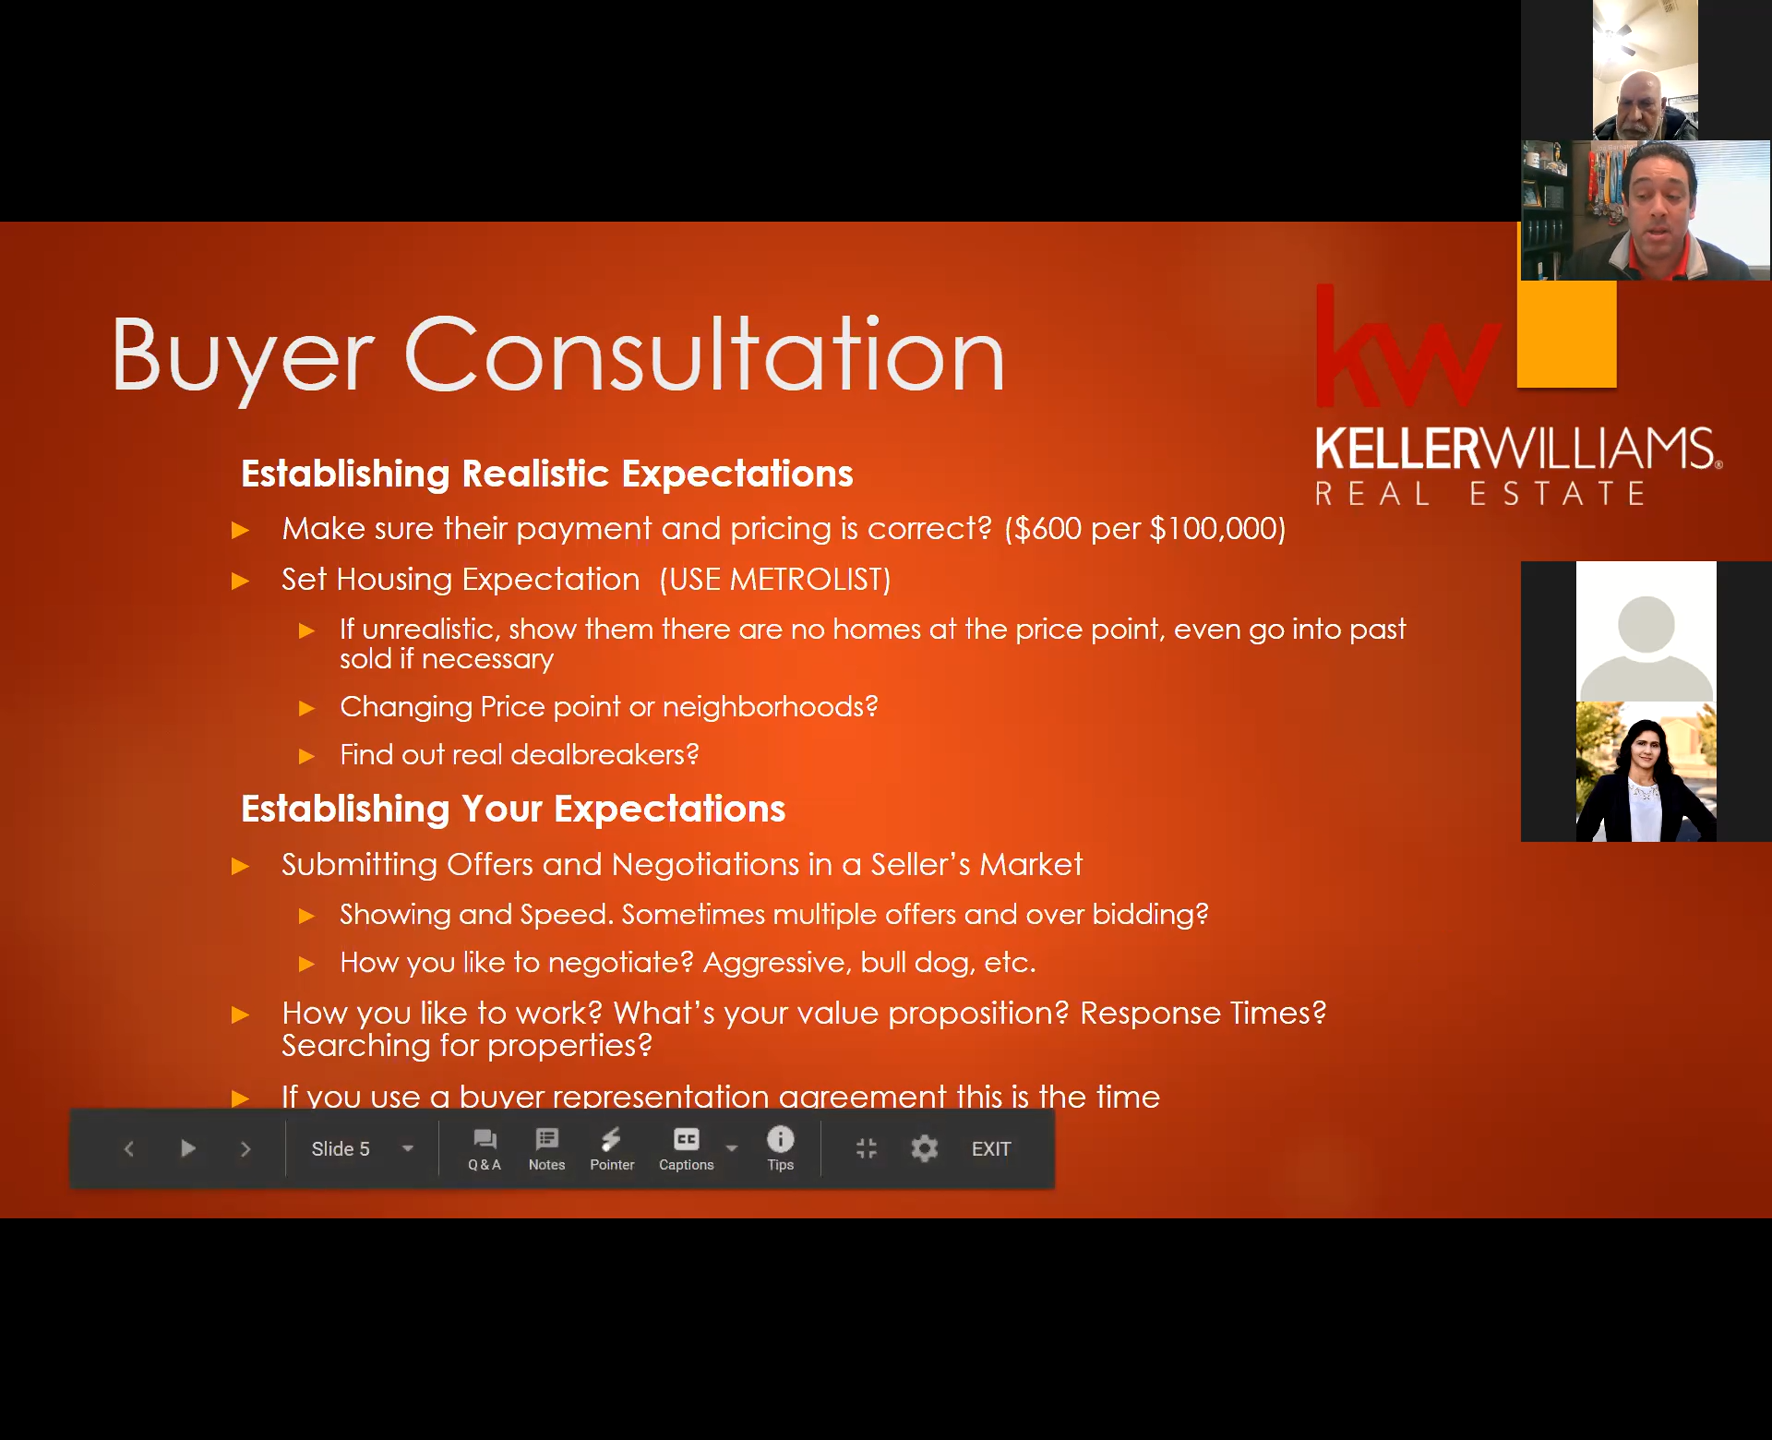 Buyer Consultation
kw
KELLERWILLIAMS®
REAL ESTATE
Establishing Realistic Expectations
Make sure their payment and pricing is correct? ($600 per $100,000)
Set Housing Expectation (USE METROLIST)
If unrealistic, show them there are no homes at the price point, even go into past
sold if necessary
Changing Price point or neighborhoods?
Find out real dealbreakers?
Establishing Your Expectations
Submitting Offers and Negotiations in a Seller's Market
Showing and Speed. Sometimes multiple offers and over bidding?
How you like to negotiate? Aggressive, bull dog, etc.
How you like to work? What's your value proposition? Response Times?
Searching for properties?
If you use a buyer representation agreement this is the time
Slide 5
Q & A
Notes
Pointer
CC
Captions
Tips
EXIT